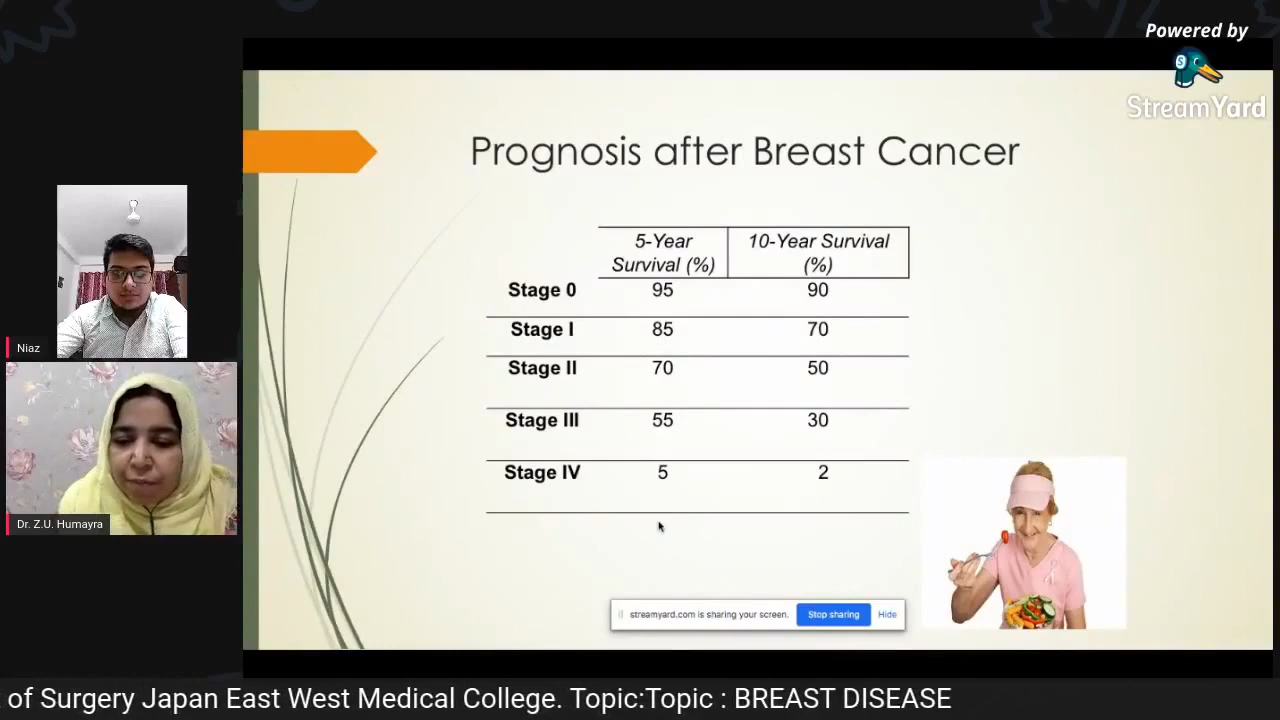 Powered by
StreamYard
Prognosis after Breast Cancer
5-Year Survival (%) 10-Year Survival (%)
Stage 0 95 90
Stage I 85 70
Stage II 70 50
Stage III 55 30
Stage IV 5 2
Niaz
Dr. Z.U. Humayra
streamyard.com is sharing your screen. Stop sharing Hide
of Surgery Japan East West Medical College. Topic:Topic : BREAST DISEASE